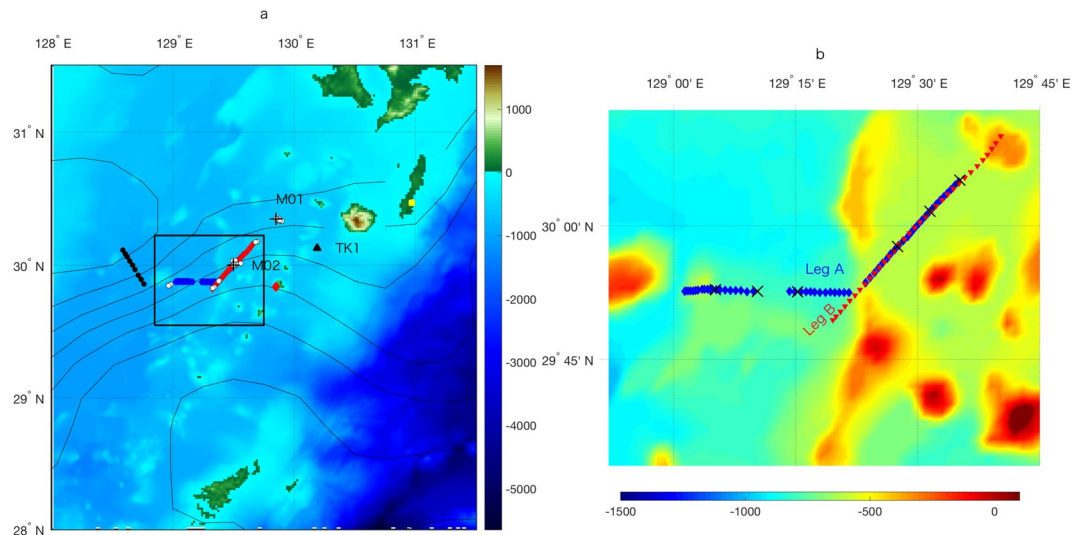 a
128° E 129° E 130° E 131° E
31° N
30° N
29° N
28° N
M01
TK1
M02
1000
0
-1000
-2000
-3000
-4000
-5000
b
129° 00' E 129° 15' E 129° 30' E 129° 45' E
30° 00' N
29° 45' N
Leg A
Leg B
-1500 -1000 -500 0